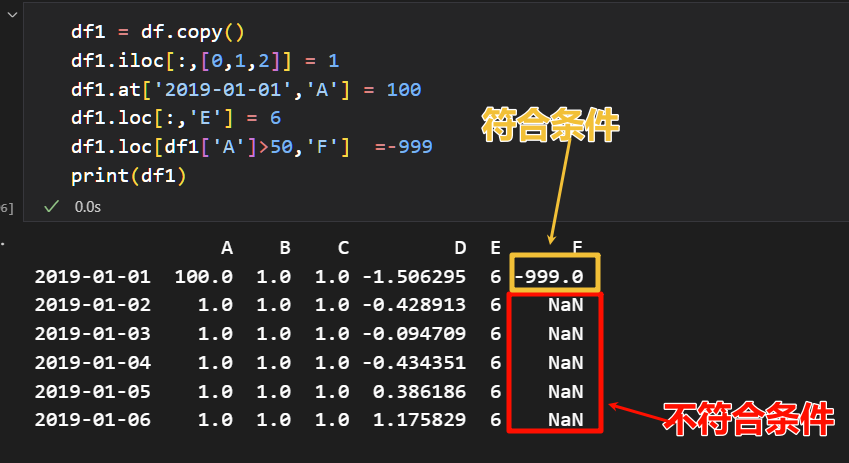 df1 = df.copy()
df1.iloc[:,[0,1,2]] = 1
df1.at['2019-01-01','A'] = 100
df1.loc[:,'E'] = 6
df1.loc[df1['A']>50,'F']  =-999
print(df1)
符合条件
6]
0.0s
A B C D E F
2019-01-01 100.0 1.0 1.0 -1.506295 6 -999.0
2019-01-02 1.0 1.0 1.0 -0.428913 6 NaN
2019-01-03 1.0 1.0 1.0 -0.094709 6 NaN
2019-01-04 1.0 1.0 1.0 -0.434351 6 NaN
2019-01-05 1.0 1.0 1.0 0.386186 6 NaN
2019-01-06 1.0 1.0 1.0 1.175829 6 NaN
不符合条件